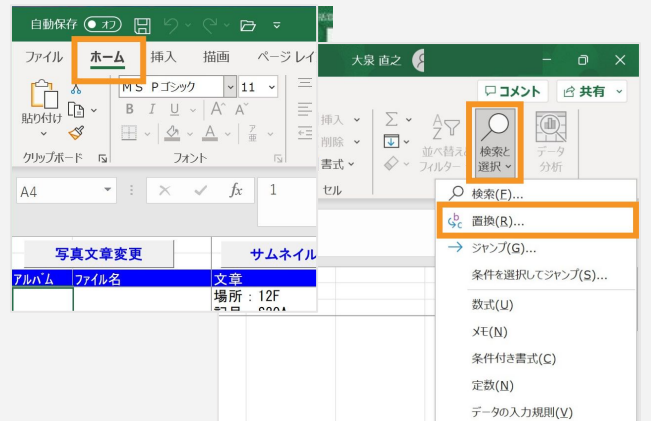 自動保存 オフ
ファイル ホーム 挿入 描画 ページ レイ
貼り付け
MS Pゴシック 11
B I U A^ Aˇ
A ア亜
クリップボード フォント
A4 fx 1
写真文章変更 サムネイル
アルバム ファイル名 文章
場所：12F
大泉 直之
コメント 共有
挿入
削除
書式
セル
並べ替え
フィルター
検索と
選択
データ
分析
検索(F)...
置換(R)...
ジャンプ(G)...
条件を選択してジャンプ(S)...
数式(U)
メモ(N)
条件付き書式(C)
定数(N)
データの入力規則(V)